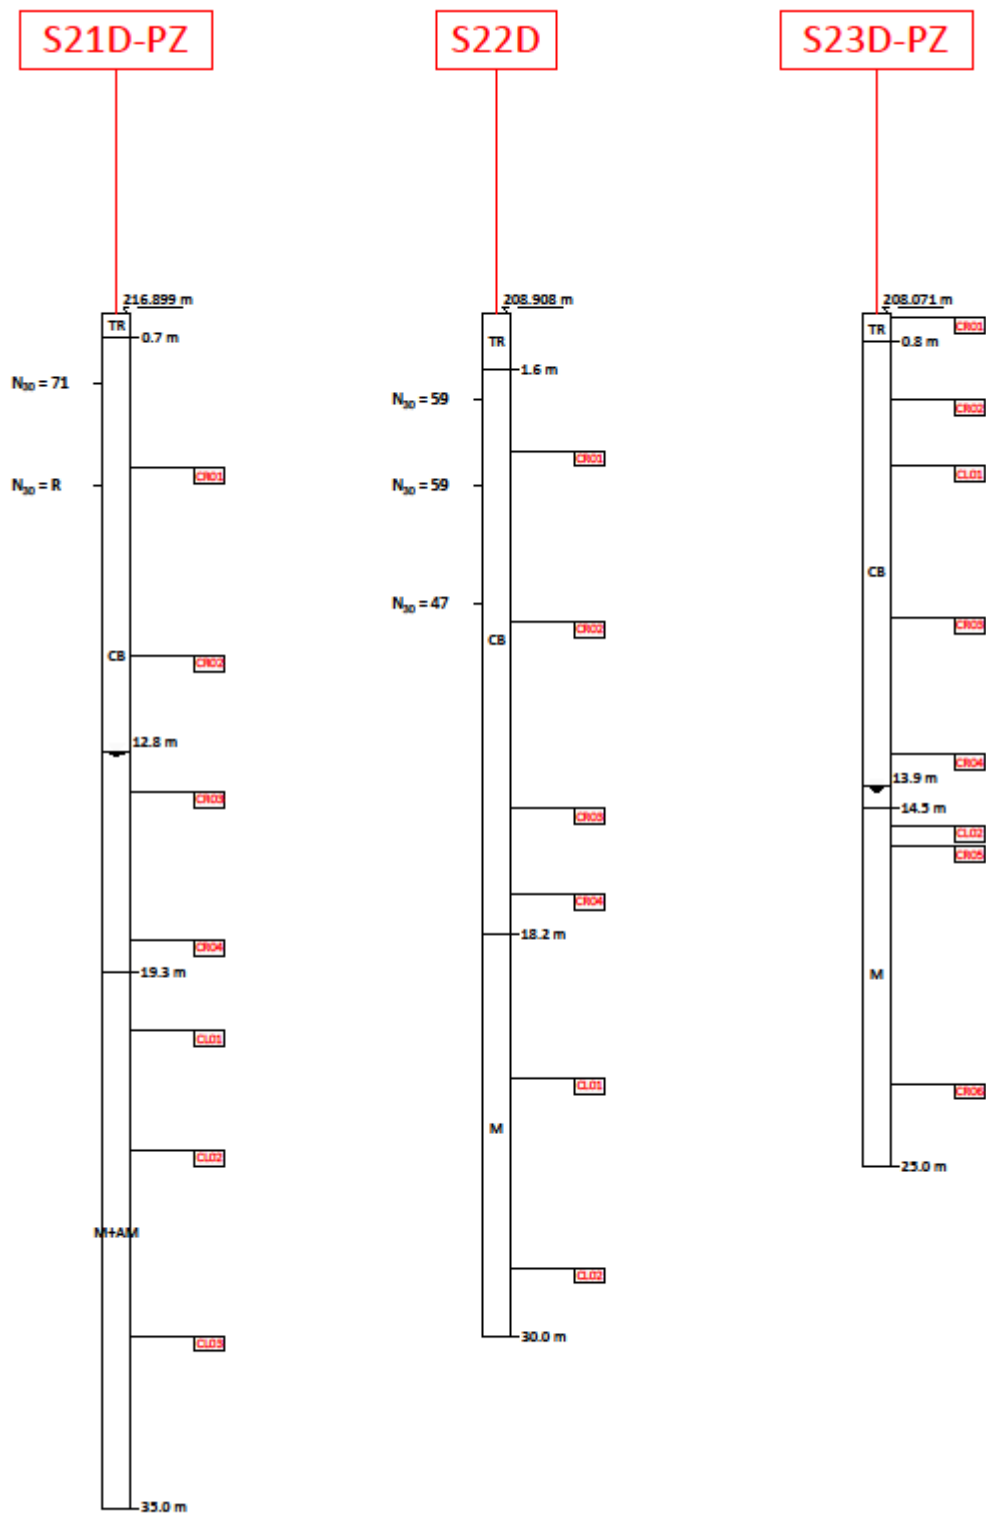 S21D-PZ
216.899 m
TR
0.7 m
N₃₀ = 71
CR01
N₃₀ = R
CB
CR02
12.8 m
CR03
CR04
19.3 m
CL01
CL02
M+AM
CL03
35.0 m
S22D
208.908 m
TR
1.6 m
N₃₀ = 59
CR01
N₃₀ = 59
N₃₀ = 47
CR02
CB
CR03
CR04
18.2 m
CL01
M
CL02
30.0 m
S23D-PZ
208.071 m
CR01
TR
0.8 m
CR02
CL01
CB
CR03
CR04
13.9 m
14.5 m
CL02
CR05
M
CR06
25.0 m